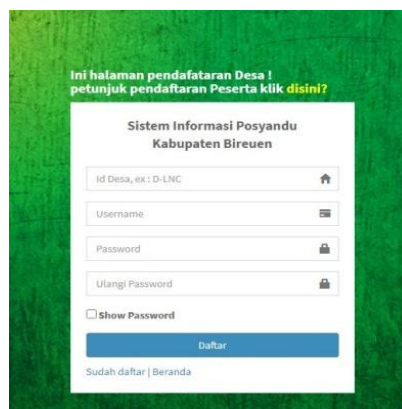 Ini halaman pendafataran Desa !
petunjuk pendaftaran Peserta klik disini?
Sistem Informasi Posyandu
Kabupaten Bireuen
Id Desa, ex : D-LNC
Username
Password
Ulangi Password
Show Password
Daftar
Sudah daftar | Beranda